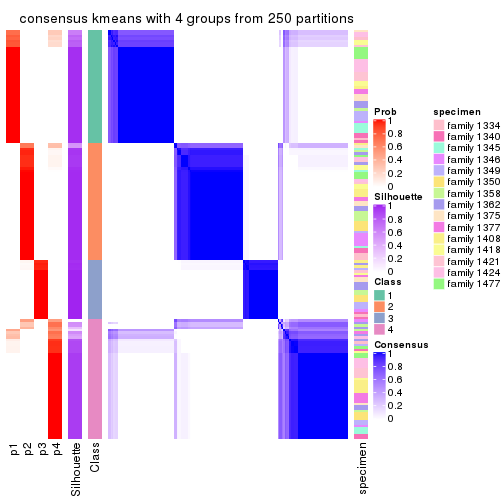 consensus kmeans with 4 groups from 250 partitions
Prob
1
0.8
0.6
0.4
0.2
0
Silhouette
1
0.8
0.6
0.4
0.2
0
Class
1
2
3
4
Consensus
1
0.8
0.6
0.4
0.2
0
specimen
family 1334
family 1340
family 1345
family 1346
family 1349
family 1350
family 1358
family 1362
family 1375
family 1377
family 1408
family 1418
family 1421
family 1424
family 1477
p1
p2
p3
p4
Silhouette
Class
specimen